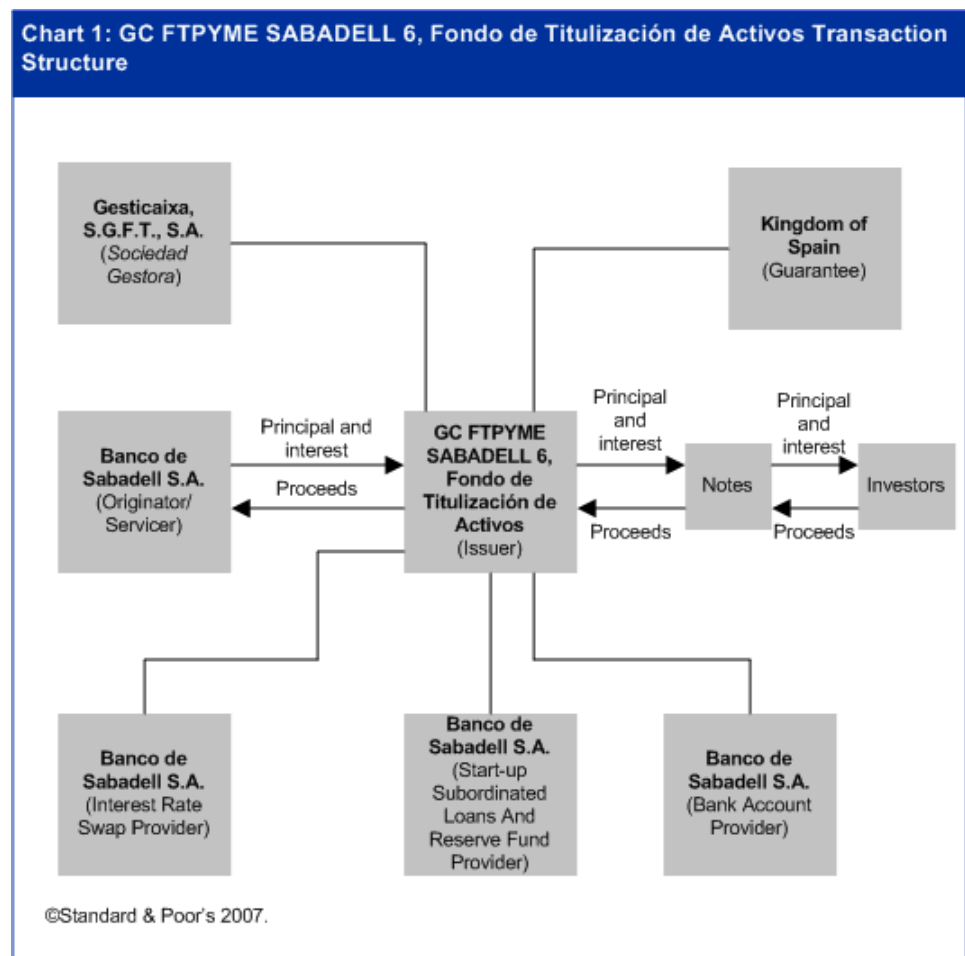 Chart 1: GC FTPYME SABADELL 6, Fondo de Titulización de Activos Transaction
Structure
Gesticaixa,
S.G.F.T., S.A.
(Sociedad
Gestora)
Kingdom of
Spain
(Guarantee)
Banco de
Sabadell S.A.
(Originator/
Servicer)
Principal and
interest
Proceeds
GC FTPYME
SABADELL 6,
Fondo de
Titulización de
Activos
(Issuer)
Principal
and
interest
Proceeds
Notes
Principal
and
interest
Proceeds
Investors
Banco de
Sabadell S.A.
(Interest Rate
Swap Provider)
Banco de
Sabadell S.A.
(Start-up
Subordinated
Loans And
Reserve Fund
Provider)
Banco de
Sabadell S.A.
(Bank Account
Provider)
©Standard & Poor's 2007.